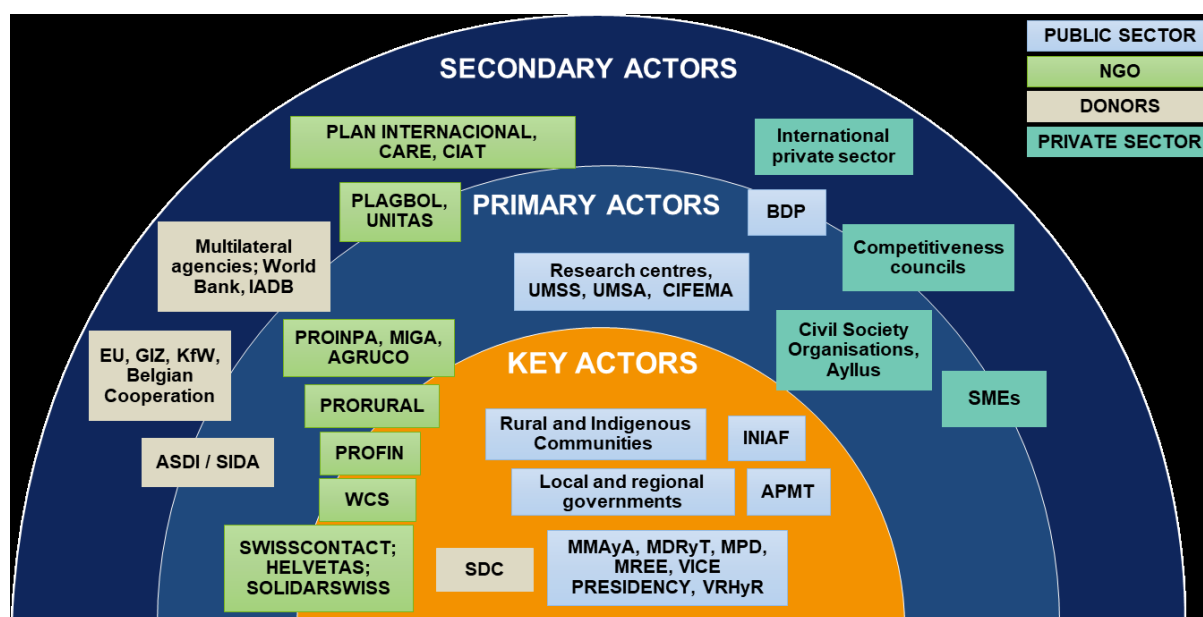 PUBLIC SECTOR
NGO
DONORS
PRIVATE SECTOR
SECONDARY ACTORS
PLAN INTERNACIONAL,
CARE, CIAT
International
private sector
PLAGBOL,
UNITAS
PRIMARY ACTORS
BDP
Multilateral
agencies; World
Bank, IADB
Research centres,
UMSS, UMSA, CIFEMA
Competitiveness
councils
PROINPA, MIGA,
AGRUCO
EU, GIZ, KfW,
Belgian
Cooperation
KEY ACTORS
Civil Society
Organisations,
Ayllus
SMEs
PRORURAL
Rural and Indigenous
Communities
INIAF
PROFIN
ASDI / SIDA
WCS
Local and regional
governments
APMT
SWISSCONTACT;
HELVETAS;
SOLIDARSWISS
SDC
MMAyA, MDRyT, MPD,
MREE, VICE
PRESIDENCY, VRHyR